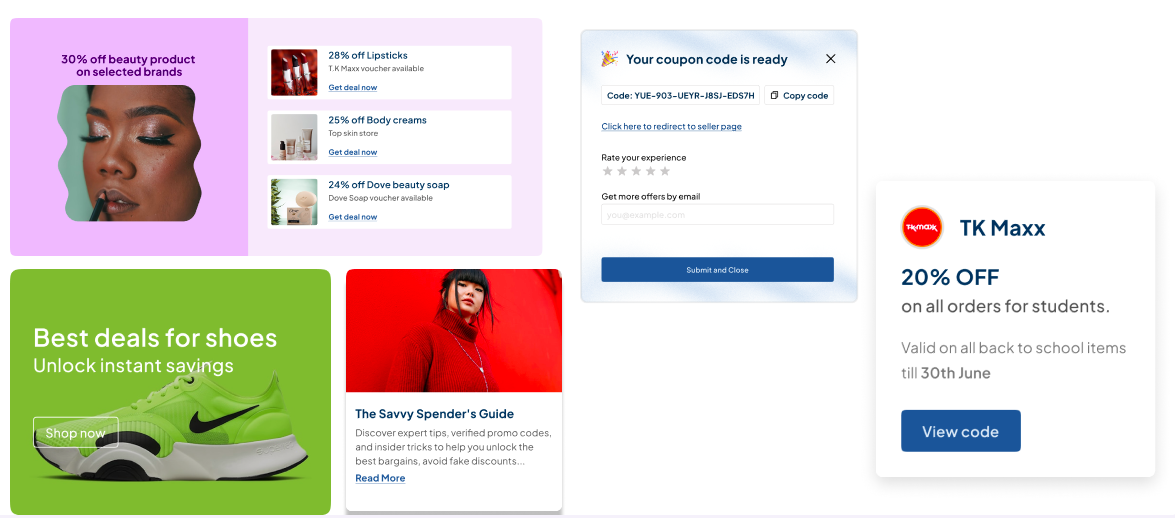 30% off beauty product
on selected brands
28% off Lipsticks
T.K Maxx voucher available
Get deal now
25% off Body creams
Top skin store
Get deal now
24% off Dove beauty soap
Dove Soap voucher available
Get deal now
Best deals for shoes
Unlock instant savings
Shop now
The Savvy Spender's Guide
Discover expert tips, verified promo codes,
and insider tricks to help you unlock the
best bargains, avoid fake discounts...
Read More
Your coupon code is ready
Code: YUE-903-UEYR-J8SJ-EDS7H
Copy code
Click here to redirect to seller page
Rate your experience
Get more offers by email
you@example.com
Submit and Close
TK maxx
TK Maxx
20% OFF
on all orders for students.
Valid on all back to school items
till 30th June
View code